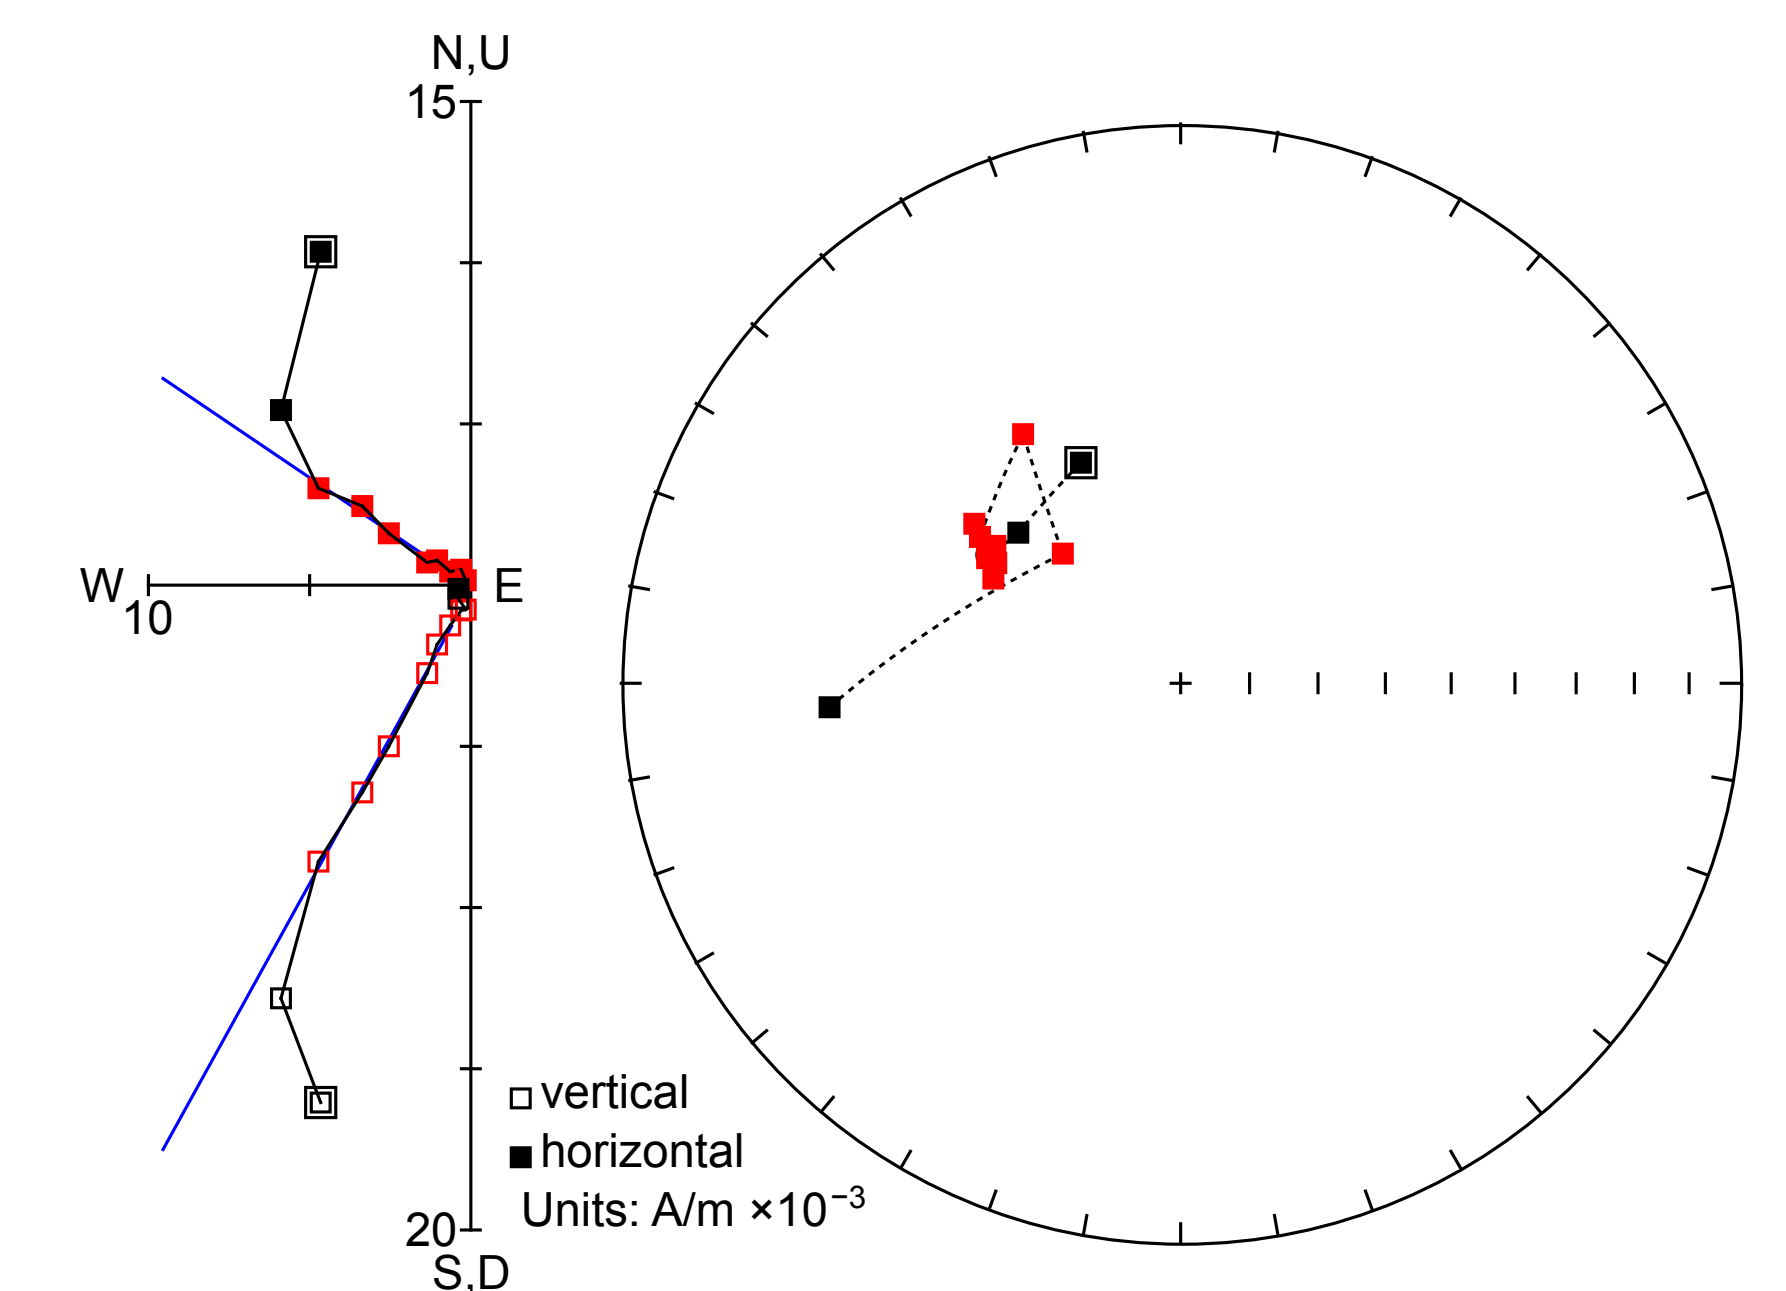 N,U
15
W
10
E
vertical
horizontal
Units: A/m ×10⁻³
20
S,D